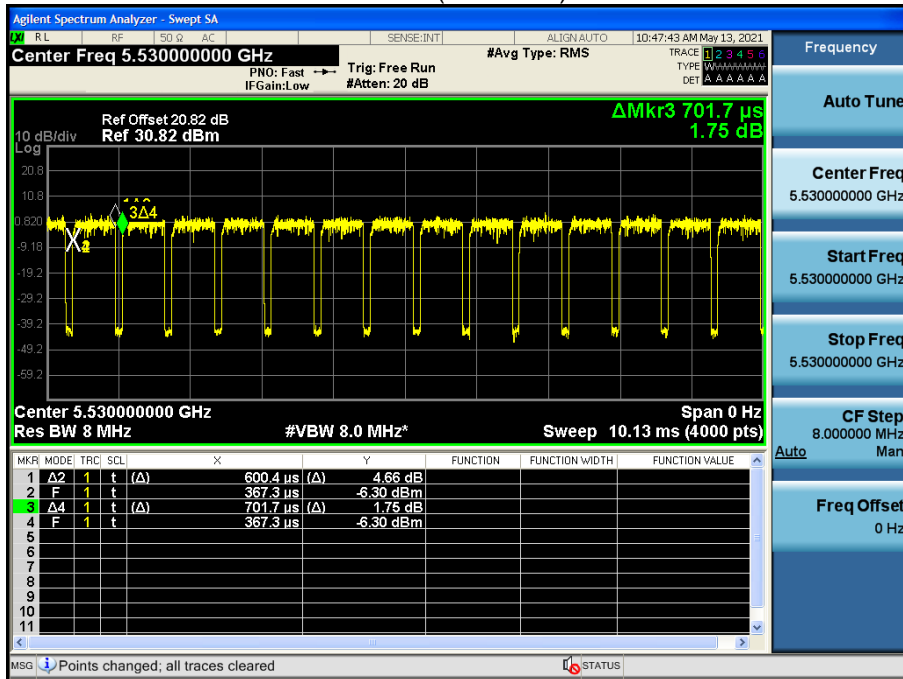 Agilent Spectrum Analyzer - Swept SA
LXI RL RF 50 Ω AC SENSE:INT ALIGN AUTO 10:47:43 AM May 13, 2021
Center Freq 5.530000000 GHz #Avg Type: RMS TRACE 1 2 3 4 5 6
PNO: Fast Trig: Free Run TYPE WWWWWW
IFGain:Low #Atten: 20 dB DET A A A A A A
Ref Offset 20.82 dB ΔMkr3 701.7 µs
10 dB/div Ref 30.82 dBm 1.75 dB
Log
20.8
10.8
3Δ4
0.820
-9.18
-19.2
-29.2
-39.2
-49.2
-59.2
Center 5.530000000 GHz Span 0 Hz
Res BW 8 MHz #VBW 8.0 MHz* Sweep 10.13 ms (4000 pts)
MKR MODE TRC SCL X Y FUNCTION FUNCTION WIDTH FUNCTION VALUE
1 Δ2 1 t (Δ) 600.4 µs (Δ) 4.66 dB
2 F 1 t 367.3 µs -6.30 dBm
3 Δ4 1 t (Δ) 701.7 µs (Δ) 1.75 dB
4 F 1 t 367.3 µs -6.30 dBm
5
6
7
8
9
10
11
MSG Points changed; all traces cleared STATUS
Frequency
Auto Tune
Center Freq
5.530000000 GHz
Start Freq
5.530000000 GHz
Stop Freq
5.530000000 GHz
CF Step
8.000000 MHz
Auto Man
Freq Offset
0 Hz